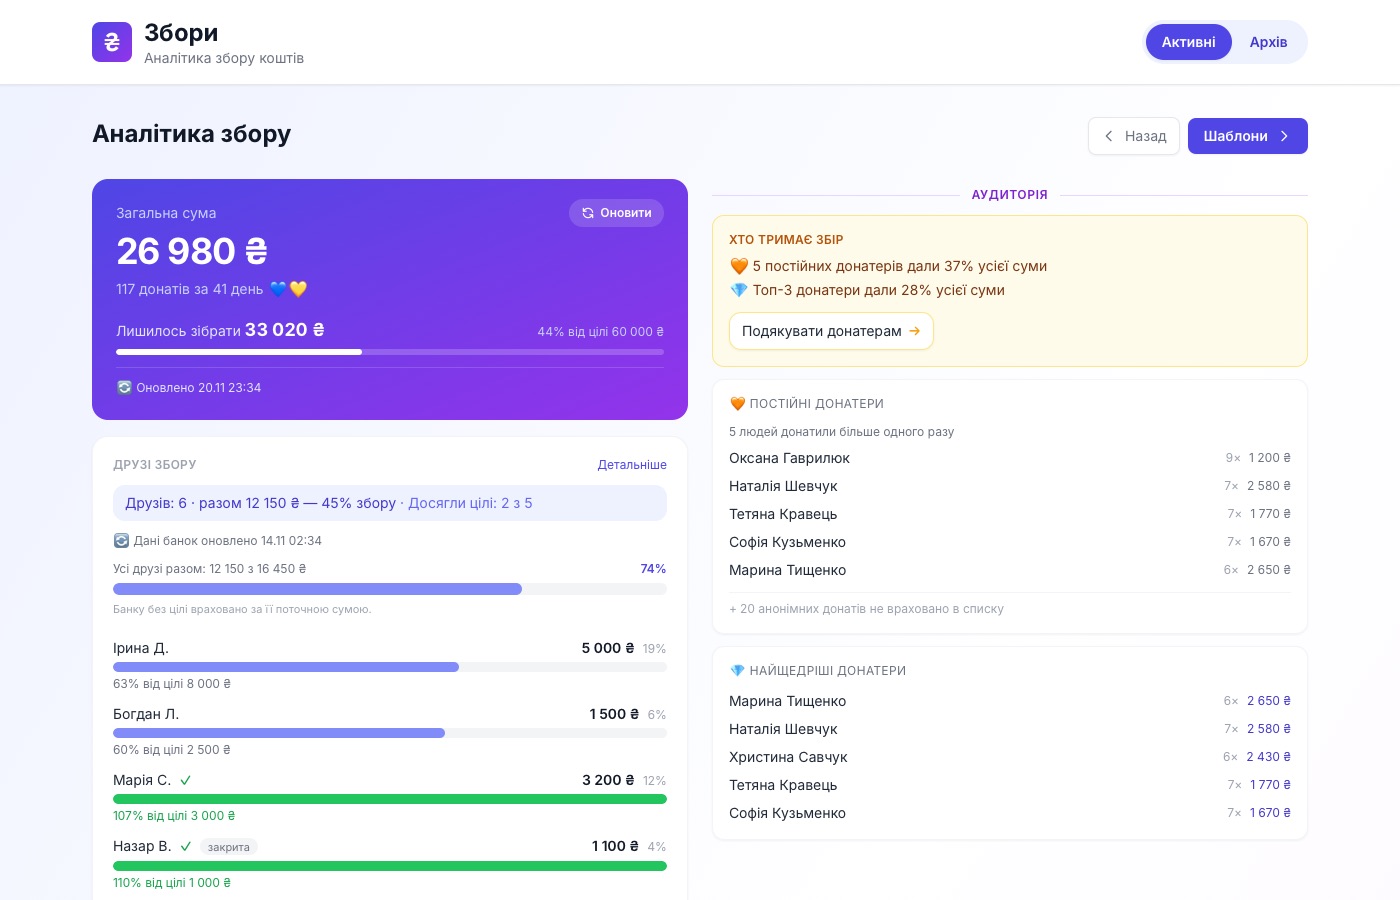 ₴
Збори
Аналітика збору коштів
Активні
Архів
Аналітика збору
Назад
Шаблони
Загальна сума
Оновити
26 980 ₴
117 донатів за 41 день 💙💛
Лишилось зібрати 33 020 ₴
44% від цілі 60 000 ₴
🔄 Оновлено 20.11 23:34
ДРУЗІ ЗБОРУ
Детальніше
Друзів: 6 · разом 12 150 ₴ — 45% збору · Досягли цілі: 2 з 5
🔄 Дані банок оновлено 14.11 02:34
Усі друзі разом: 12 150 з 16 450 ₴
74%
Банку без цілі враховано за її поточною сумою.
Ірина Д.
5 000 ₴ 19%
63% від цілі 8 000 ₴
Богдан Л.
1 500 ₴ 6%
60% від цілі 2 500 ₴
Марія С. ✓
3 200 ₴ 12%
107% від цілі 3 000 ₴
Назар В. ✓ закрита
1 100 ₴ 4%
110% від цілі 1 000 ₴
АУДИТОРІЯ
ХТО ТРИМАЄ ЗБІР
🧡 5 постійних донатерів дали 37% усієї суми
💎 Топ-3 донатери дали 28% усієї суми
Подякувати донатерам →
🧡 ПОСТІЙНІ ДОНАТЕРИ
5 людей донатили більше одного разу
Оксана Гаврилюк 9× 1 200 ₴
Наталія Шевчук 7× 2 580 ₴
Тетяна Кравець 7× 1 770 ₴
Софія Кузьменко 7× 1 670 ₴
Марина Тищенко 6× 2 650 ₴
+ 20 анонімних донатів не враховано в списку
💎 НАЙЩЕДРІШІ ДОНАТЕРИ
Марина Тищенко 6× 2 650 ₴
Наталія Шевчук 7× 2 580 ₴
Христина Савчук 6× 2 430 ₴
Тетяна Кравець 7× 1 770 ₴
Софія Кузьменко 7× 1 670 ₴